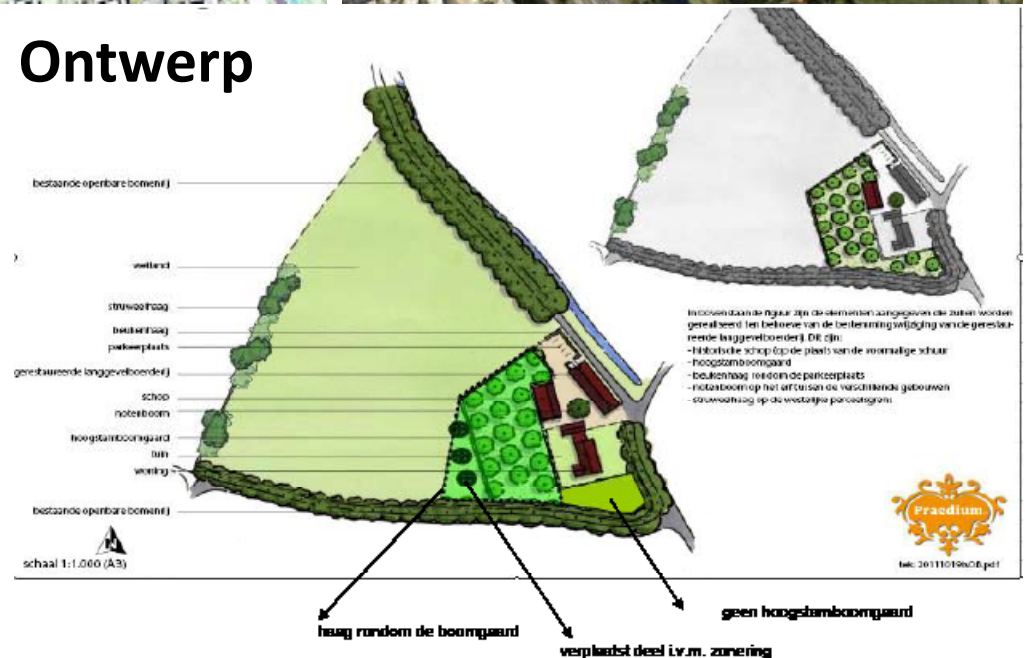 Ontwerp
bestaande openbare bomenrij
weiland
struweelhaag
beukenhaag
parkeerplaats
gerestaureerde langgevelboerderij
schop
notenboom
hoogstamboomgaard
tuin
woning
bestaande openbare bomenrij
schaal 1:1.000 (A3)
In bovenstaande figuur zijn de elementen aangegeven die zullen worden
gerealiseerd ten behoeve van de bestemmingswijziging van de gerestau-
reerde langgevelboerderij. Dit zijn:
- historische schop (op de plaats van de voormalige schuur
- hoogstamboomgaard
- beukenhaag rondom de parkeerplaats
- notenboom op het erf tussen de verschillende gebouwen
- struweelhaag op de westelijke perceelsgrens
Praedium
haag rondom de boomgaard
verplaatst deel i.v.m. zonering
geen hoogstamboomgaard